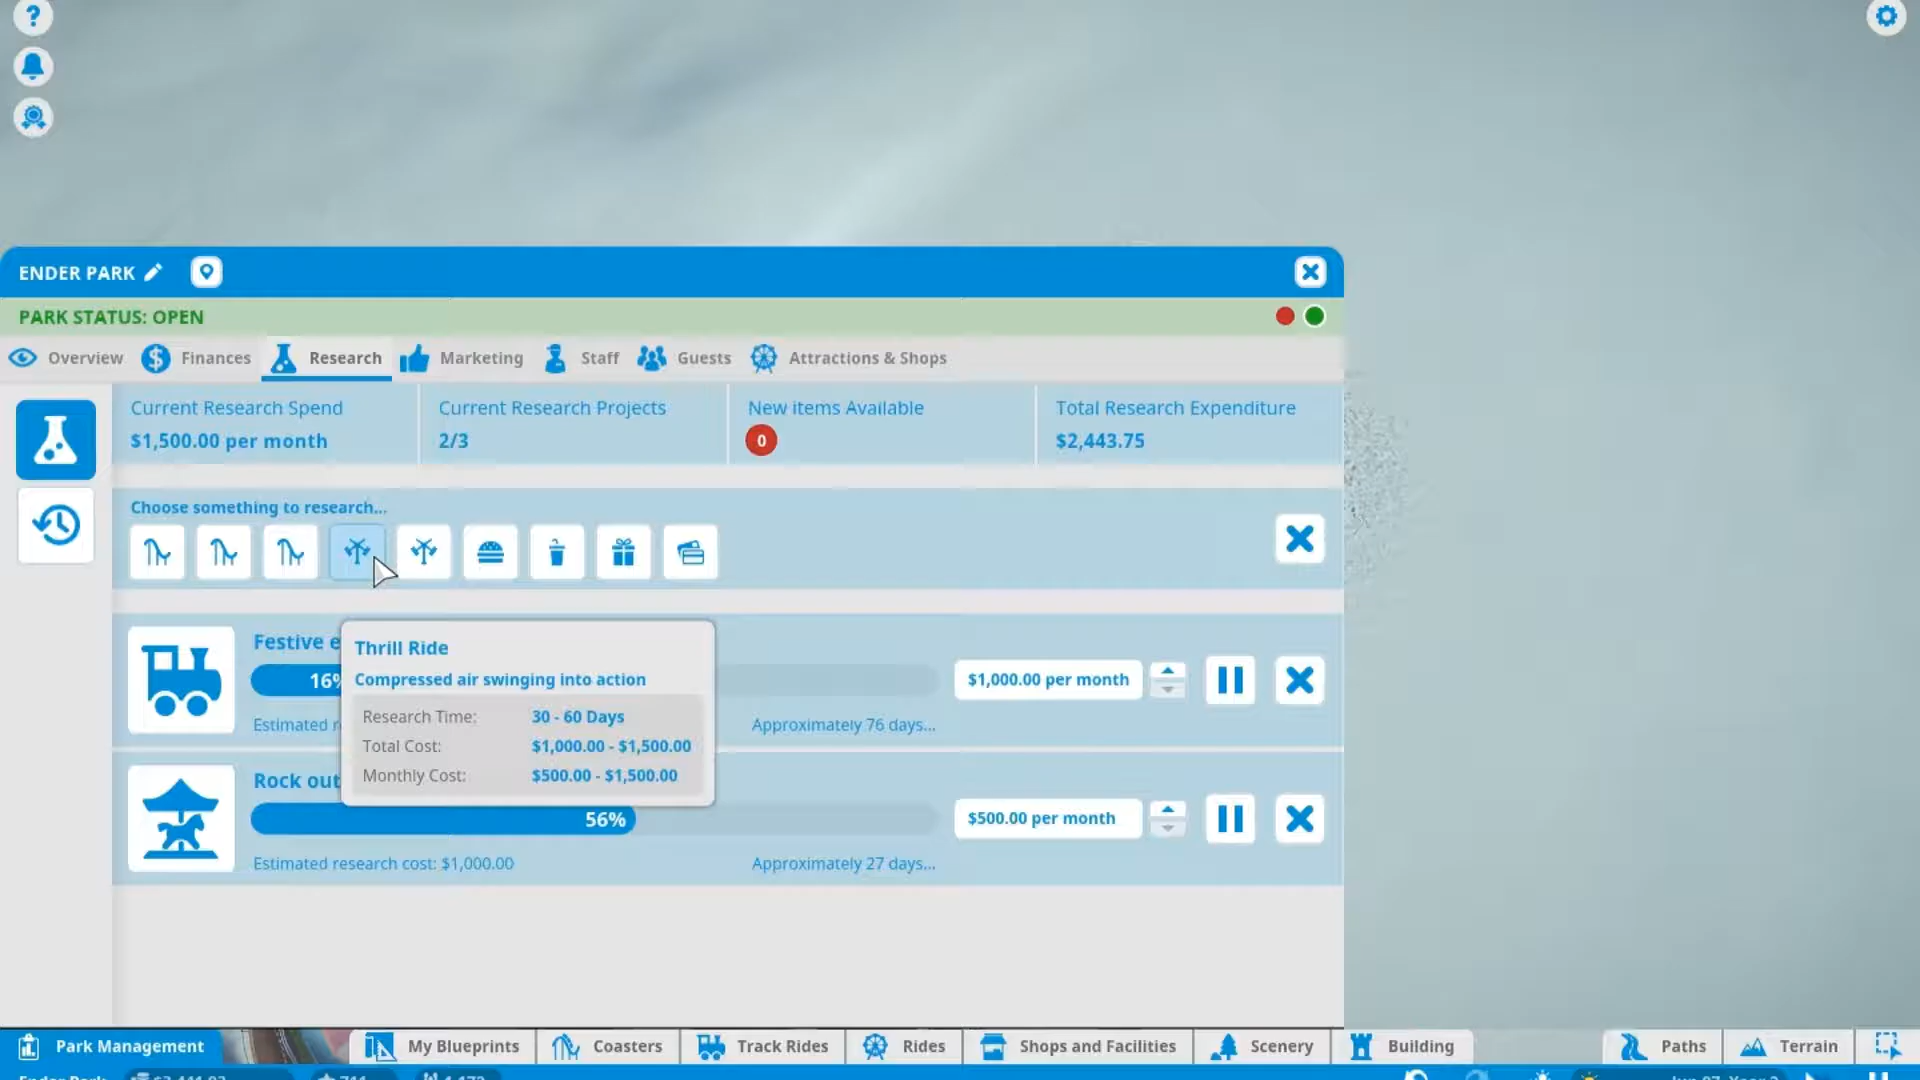 ?
ENDER PARK
PARK STATUS: OPEN
Overview Finances Research Marketing Staff Guests Attractions & Shops
Current Research Spend Current Research Projects New items Available Total Research Expenditure
$1,500.00 per month 2/3 0 $2,443.75
Choose something to research...
Festive e
16%
$1,000.00 per month
Estimated r
Approximately 76 days...
Thrill Ride
Compressed air swinging into action
Research Time: 30 - 60 Days
Total Cost: $1,000.00 - $1,500.00
Monthly Cost: $500.00 - $1,500.00
Rock out
56%
$500.00 per month
Estimated research cost: $1,000.00 Approximately 27 days...
Park Management My Blueprints Coasters Track Rides Rides Shops and Facilities Scenery Building Paths Terrain
Ender Park